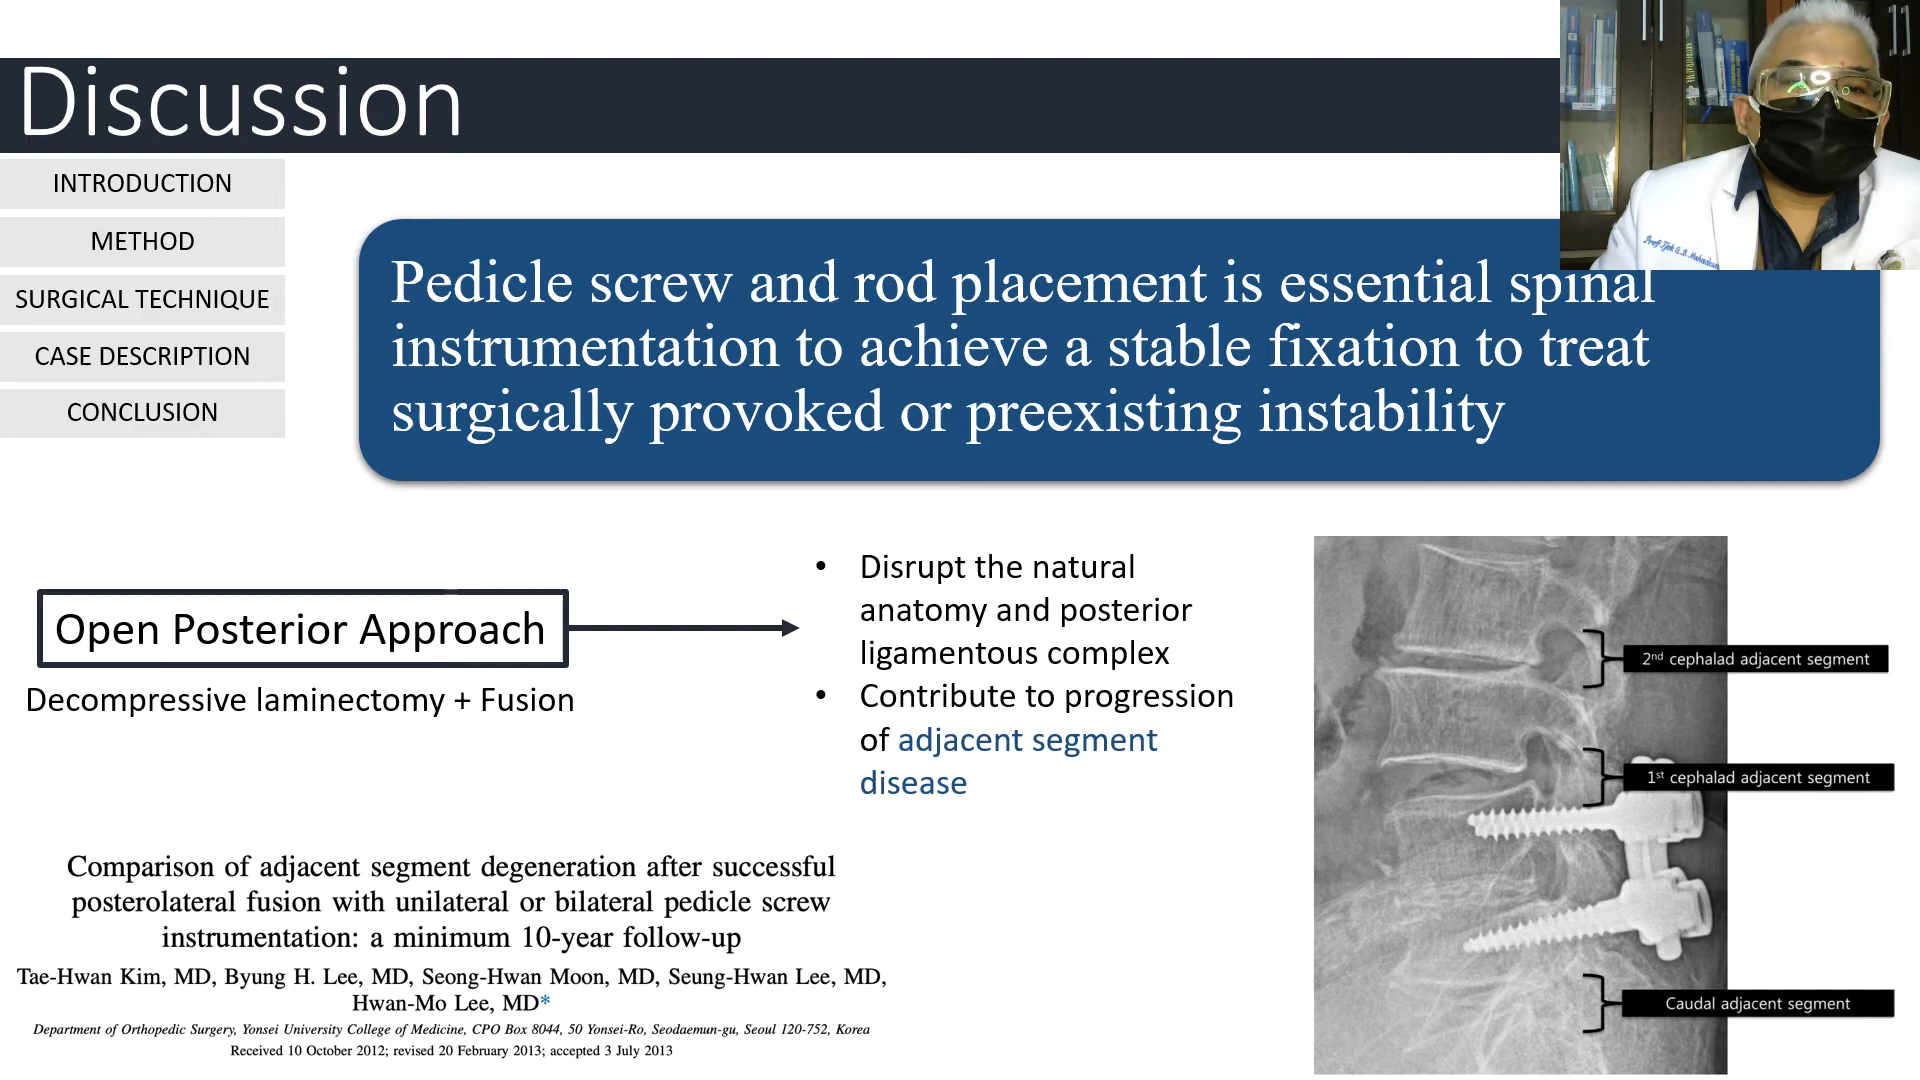 Discussion
INTRODUCTION
METHOD
SURGICAL TECHNIQUE
CASE DESCRIPTION
CONCLUSION
Pedicle screw and rod placement is essential spinal
instrumentation to achieve a stable fixation to treat
surgically provoked or preexisting instability
Open Posterior Approach
Decompressive laminectomy + Fusion
• Disrupt the natural
anatomy and posterior
ligamentous complex
• Contribute to progression
of adjacent segment
disease
2nd cephalad adjacent segment
1st cephalad adjacent segment
Caudal adjacent segment
Comparison of adjacent segment degeneration after successful
posterolateral fusion with unilateral or bilateral pedicle screw
instrumentation: a minimum 10-year follow-up
Tae-Hwan Kim, MD, Byung H. Lee, MD, Seong-Hwan Moon, MD, Seung-Hwan Lee, MD,
Hwan-Mo Lee, MD*
Department of Orthopedic Surgery, Yonsei University College of Medicine, CPO Box 8044, 50 Yonsei-Ro, Seodaemun-gu, Seoul 120-752, Korea
Received 10 October 2012; revised 20 February 2013; accepted 3 July 2013